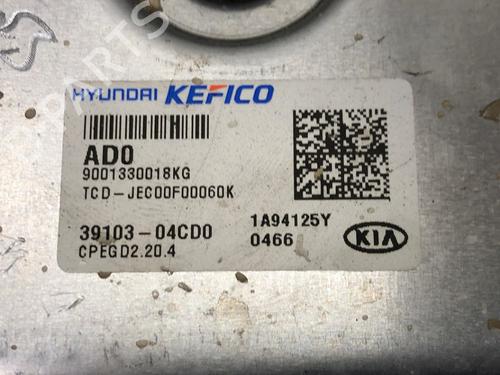 HYUNDAI KEFICO
AD0
9001330018KG
TCD-JEC00F00060K
39103-04CD0
CPEGD2.20.4
1A94125Y
0466
KIA